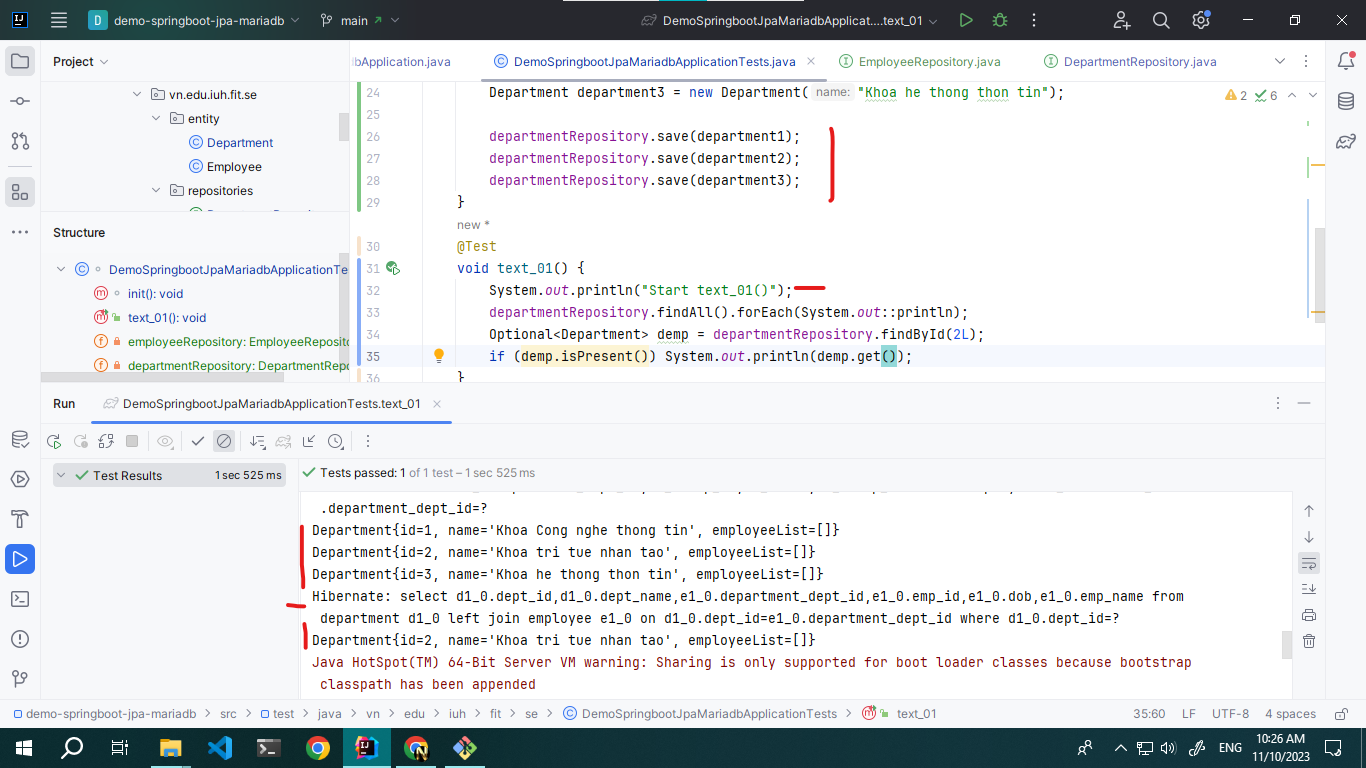 D demo-springboot-jpa-mariadb main DemoSpringbootJpaMariadbApplicat....text_01
Project
bApplication.java DemoSpringbootJpaMariadbApplicationTests.java EmployeeRepository.java DepartmentRepository.java
vn.edu.iuh.fit.se
entity
Department
Employee
repositories
24 Department department3 = new Department( name: "Khoa he thong thon tin");
2 6
25
26 departmentRepository.save(department1);
27 departmentRepository.save(department2);
28 departmentRepository.save(department3);
29 }
new *
30 @Test
31 void text_01() {
32 System.out.println("Start text_01()");
33 departmentRepository.findAll().forEach(System.out::println);
34 Optional<Department> demp = departmentRepository.findById(2L);
35 if (demp.isPresent()) System.out.println(demp.get());
36 }
Structure
DemoSpringbootJpaMariadbApplicationTe
init(): void
text_01(): void
employeeRepository: EmployeeReposito
departmentRepository: DepartmentRepo
Run DemoSpringbootJpaMariadbApplicationTests.text_01
Test Results 1 sec 525 ms
Tests passed: 1 of 1 test – 1 sec 525 ms
.department_dept_id=?
Department{id=1, name='Khoa Cong nghe thong tin', employeeList=[]}
Department{id=2, name='Khoa tri tue nhan tao', employeeList=[]}
Department{id=3, name='Khoa he thong thon tin', employeeList=[]}
Hibernate: select d1_0.dept_id,d1_0.dept_name,e1_0.department_dept_id,e1_0.emp_id,e1_0.dob,e1_0.emp_name from
department d1_0 left join employee e1_0 on d1_0.dept_id=e1_0.department_dept_id where d1_0.dept_id=?
Department{id=2, name='Khoa tri tue nhan tao', employeeList=[]}
Java HotSpot(TM) 64-Bit Server VM warning: Sharing is only supported for boot loader classes because bootstrap
classpath has been appended
demo-springboot-jpa-mariadb > src > test > java > vn > edu > iuh > fit > se > DemoSpringbootJpaMariadbApplicationTests > text_01 35:60 LF UTF-8 4 spaces
ENG
10:26 AM
11/10/2023